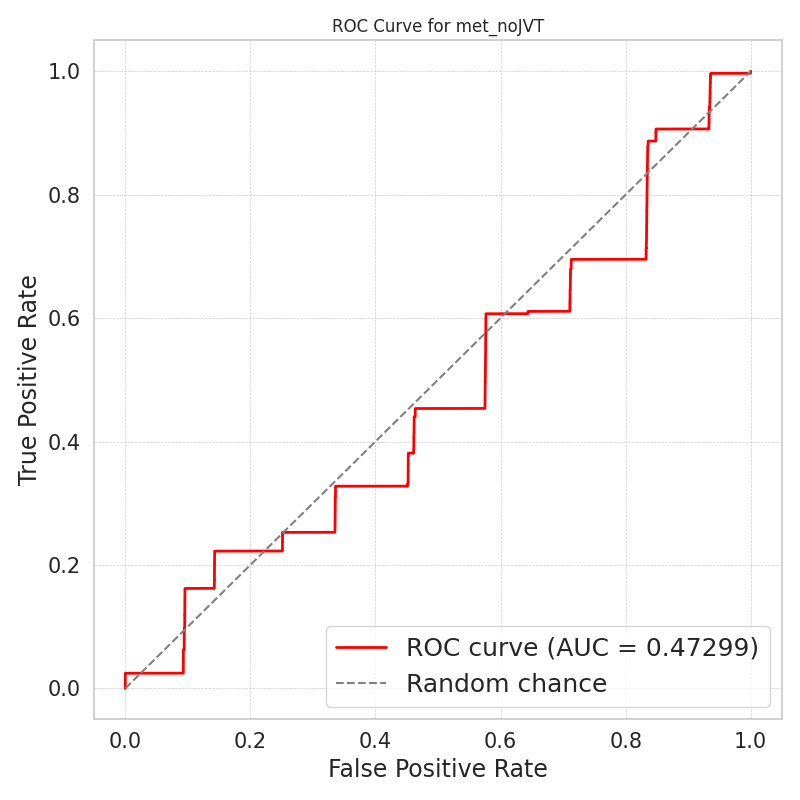 ROC Curve for met_noJVT
1.0
0.8
0.6
0.4
0.2
0.0
True Positive Rate
ROC curve (AUC = 0.47299)
Random chance
0.0 0.2 0.4 0.6 0.8 1.0
False Positive Rate